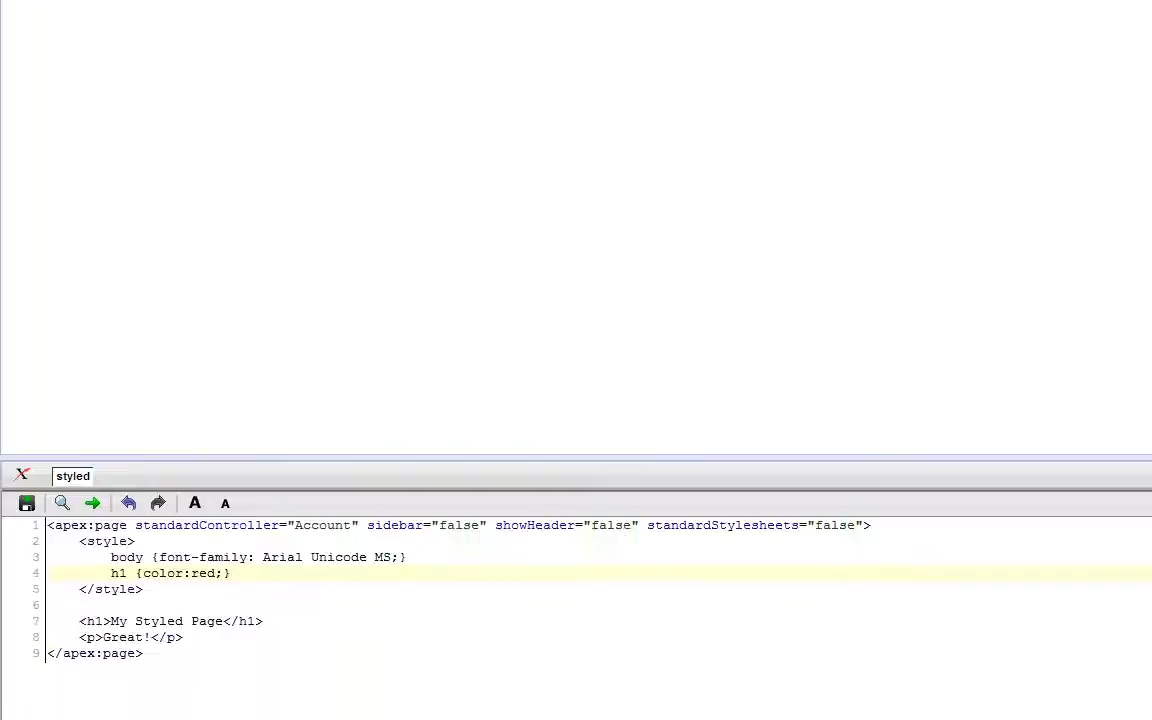 styled
A A
1 <apex:page standardController="Account" sidebar="false" showHeader="false" standardStylesheets="false">
2 <style>
3 body {font-family: Arial Unicode MS;}
4 h1 {color:red;}
5 </style>
6
7 <h1>My Styled Page</h1>
8 <p>Great!</p>
9 </apex:page>